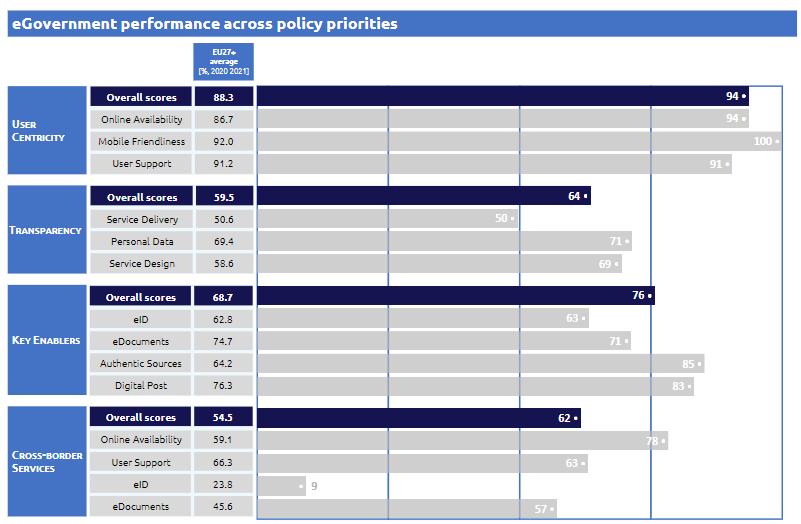 eGovernment performance across policy priorities
EU27+
average
[%, 2020 2021]
USER
CENTRICITY
Overall scores 88.3 94
Online Availability 86.7 94
Mobile Friendliness 92.0 100
User Support 91.2 91
TRANSPARENCY
Overall scores 59.5 64
Service Delivery 50.6 50
Personal Data 69.4 71
Service Design 58.6 69
KEY ENABLERS
Overall scores 68.7 76
eID 62.8 63
eDocuments 74.7 71
Authentic Sources 64.2 85
Digital Post 76.3 83
CROSS-BORDER
SERVICES
Overall scores 54.5 62
Online Availability 59.1 78
User Support 66.3 63
eID 23.8 9
eDocuments 45.6 57